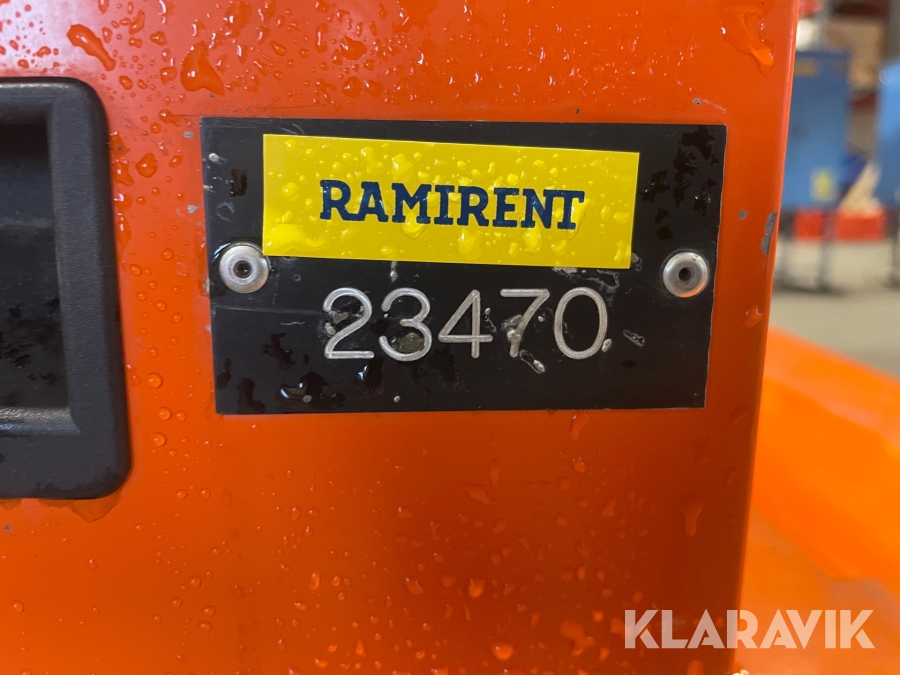 RAMIRENT
23470
KLARAVIK